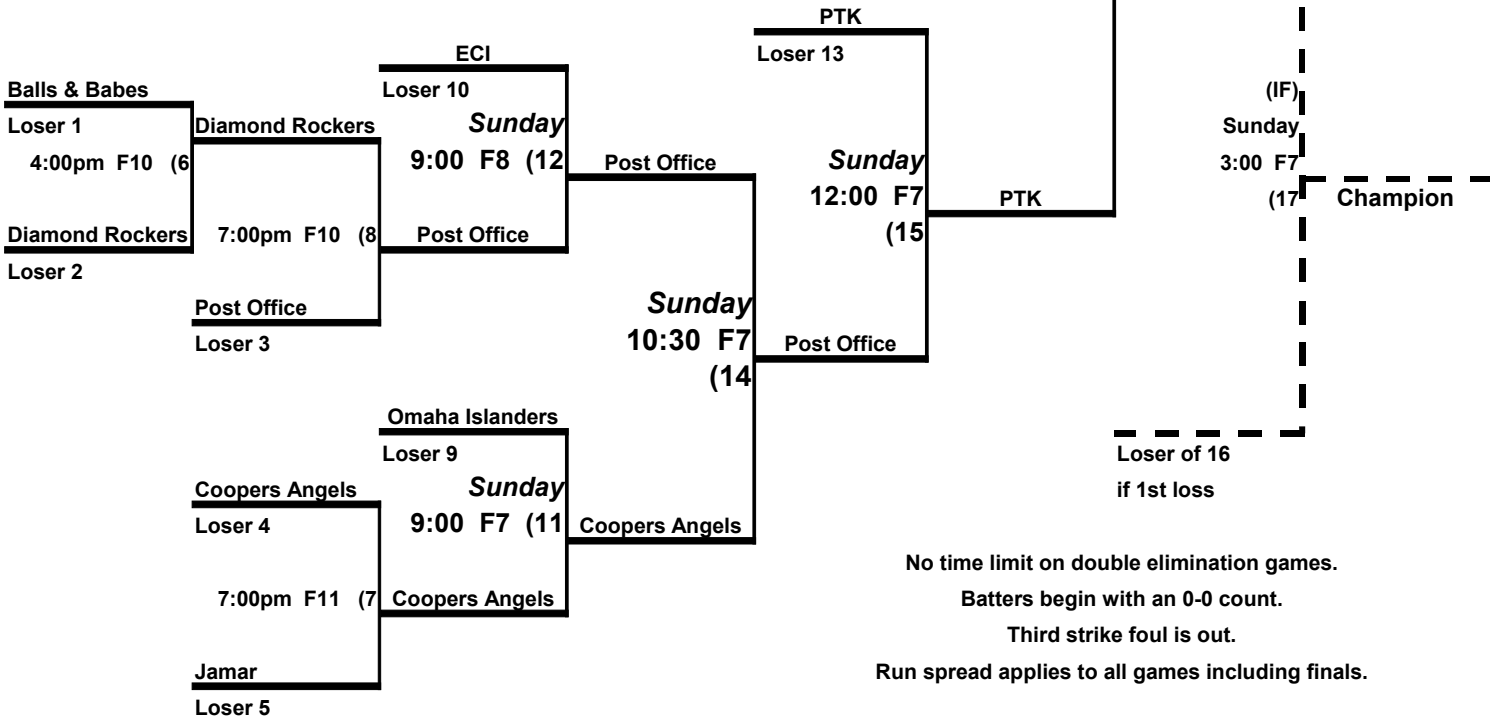 PTK
Loser 13
ECI
Loser 10
Balls & Babes
Loser 1
Diamond Rockers
Sunday
4:00pm F10 (6
9:00 F8 (12
Post Office
Sunday
12:00 F7
(15
PTK
(IF)
Sunday
3:00 F7
(17
Champion
Diamond Rockers
Loser 2
7:00pm F10 (8
Post Office
Post Office
Loser 3
Sunday
10:30 F7
(14
Post Office
Omaha Islanders
Loser 9
Coopers Angels
Loser 4
Sunday
9:00 F7 (11
Coopers Angels
7:00pm F11 (7
Coopers Angels
Jamar
Loser 5
Loser of 16
if 1st loss
No time limit on double elimination games.
Batters begin with an 0-0 count.
Third strike foul is out.
Run spread applies to all games including finals.